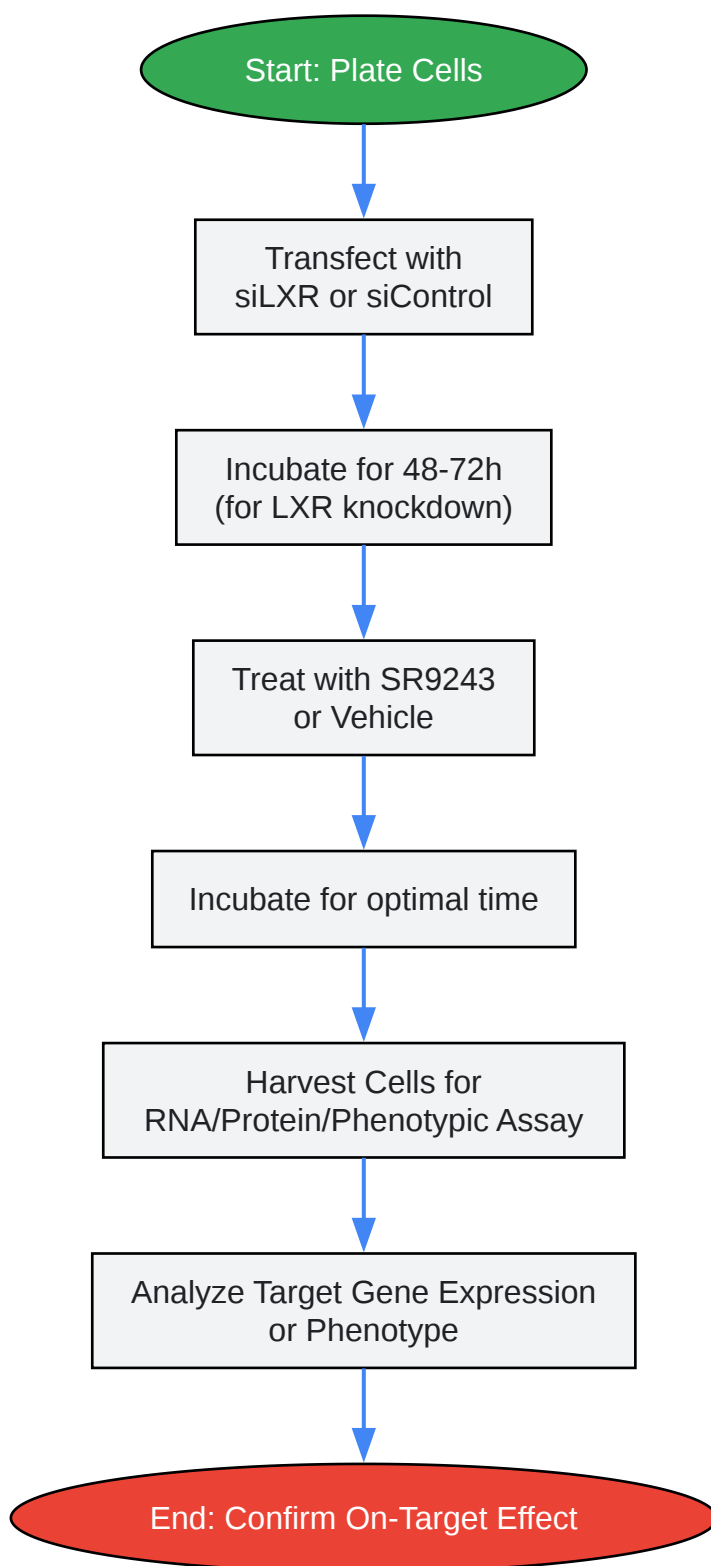 Start: Plate Cells
Transfect with
siLXR or siControl
Incubate for 48-72h
(for LXR knockdown)
Treat with SR9243
or Vehicle
Incubate for optimal time
Harvest Cells for
RNA/Protein/Phenotypic Assay
Analyze Target Gene Expression
or Phenotype
End: Confirm On-Target Effect